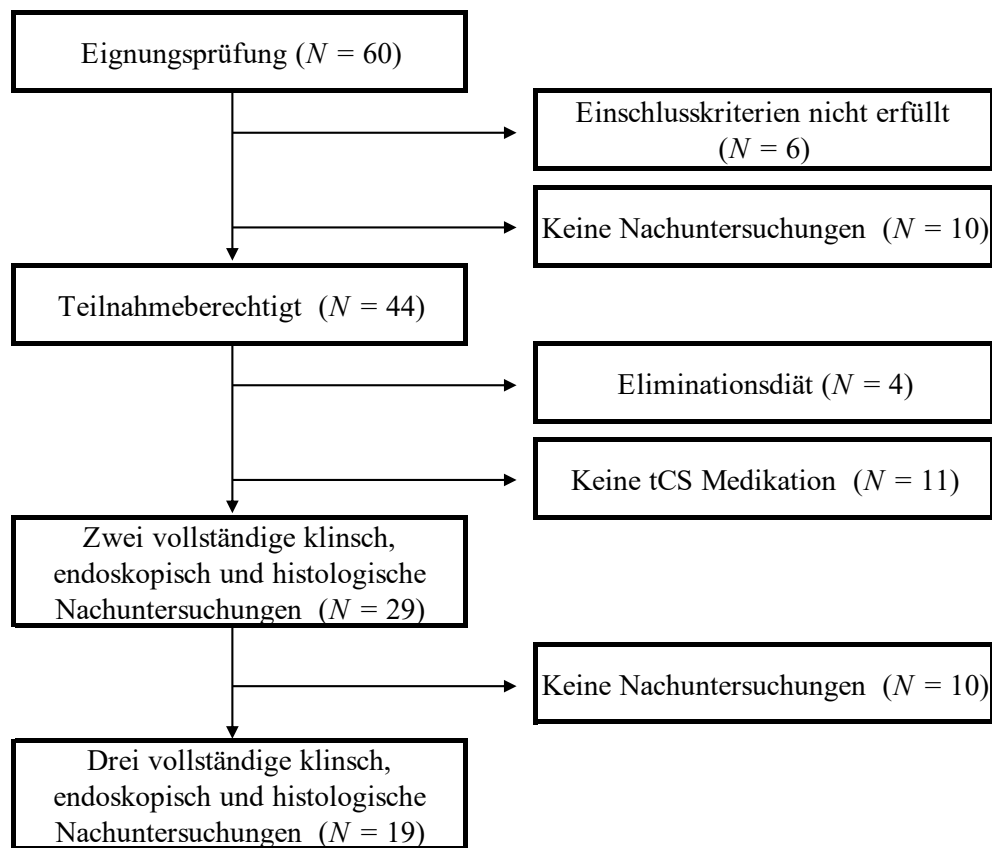 Eignungsprüfung (N = 60)
Einschlusskriterien nicht erfüllt
(N = 6)
Keine Nachuntersuchungen (N = 10)
Teilnahmeberechtigt (N = 44)
Eliminationsdiät (N = 4)
Keine tCS Medikation (N = 11)
Zwei vollständige klinsch,
endoskopisch und histologische
Nachuntersuchungen (N = 29)
Keine Nachuntersuchungen (N = 10)
Drei vollständige klinsch,
endoskopisch und histologische
Nachuntersuchungen (N = 19)